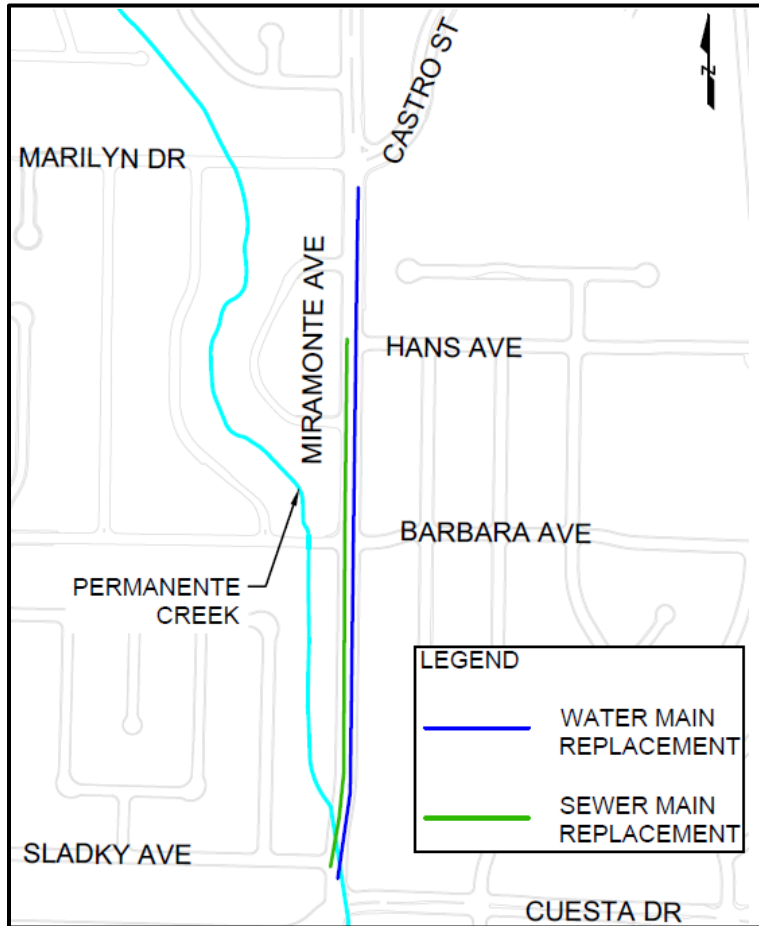 CASTRO ST
N
MARILYN DR
MIRAMONTE AVE
HANS AVE
BARBARA AVE
PERMANENTE
CREEK
LEGEND
WATER MAIN
REPLACEMENT
SEWER MAIN
REPLACEMENT
SLADKY AVE
CUESTA DR